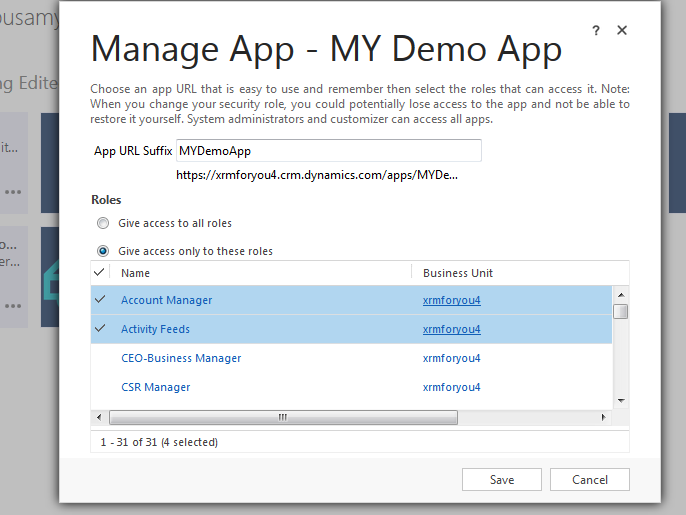 ousamy
ng Edite
it...
o...
er...
? ×
Manage App - MY Demo App
Choose an app URL that is easy to use and remember then select the roles that can access it. Note:
When you change your security role, you could potentially lose access to the app and not be able to
restore it yourself. System administrators and customizer can access all apps.
App URL Suffix MYDemoApp
https://xrmforyou4.crm.dynamics.com/apps/MYDe...
Roles
Give access to all roles
Give access only to these roles
Name Business Unit
Account Manager xrmforyou4
Activity Feeds xrmforyou4
CEO-Business Manager xrmforyou4
CSR Manager xrmforyou4
1 - 31 of 31 (4 selected)
Save Cancel